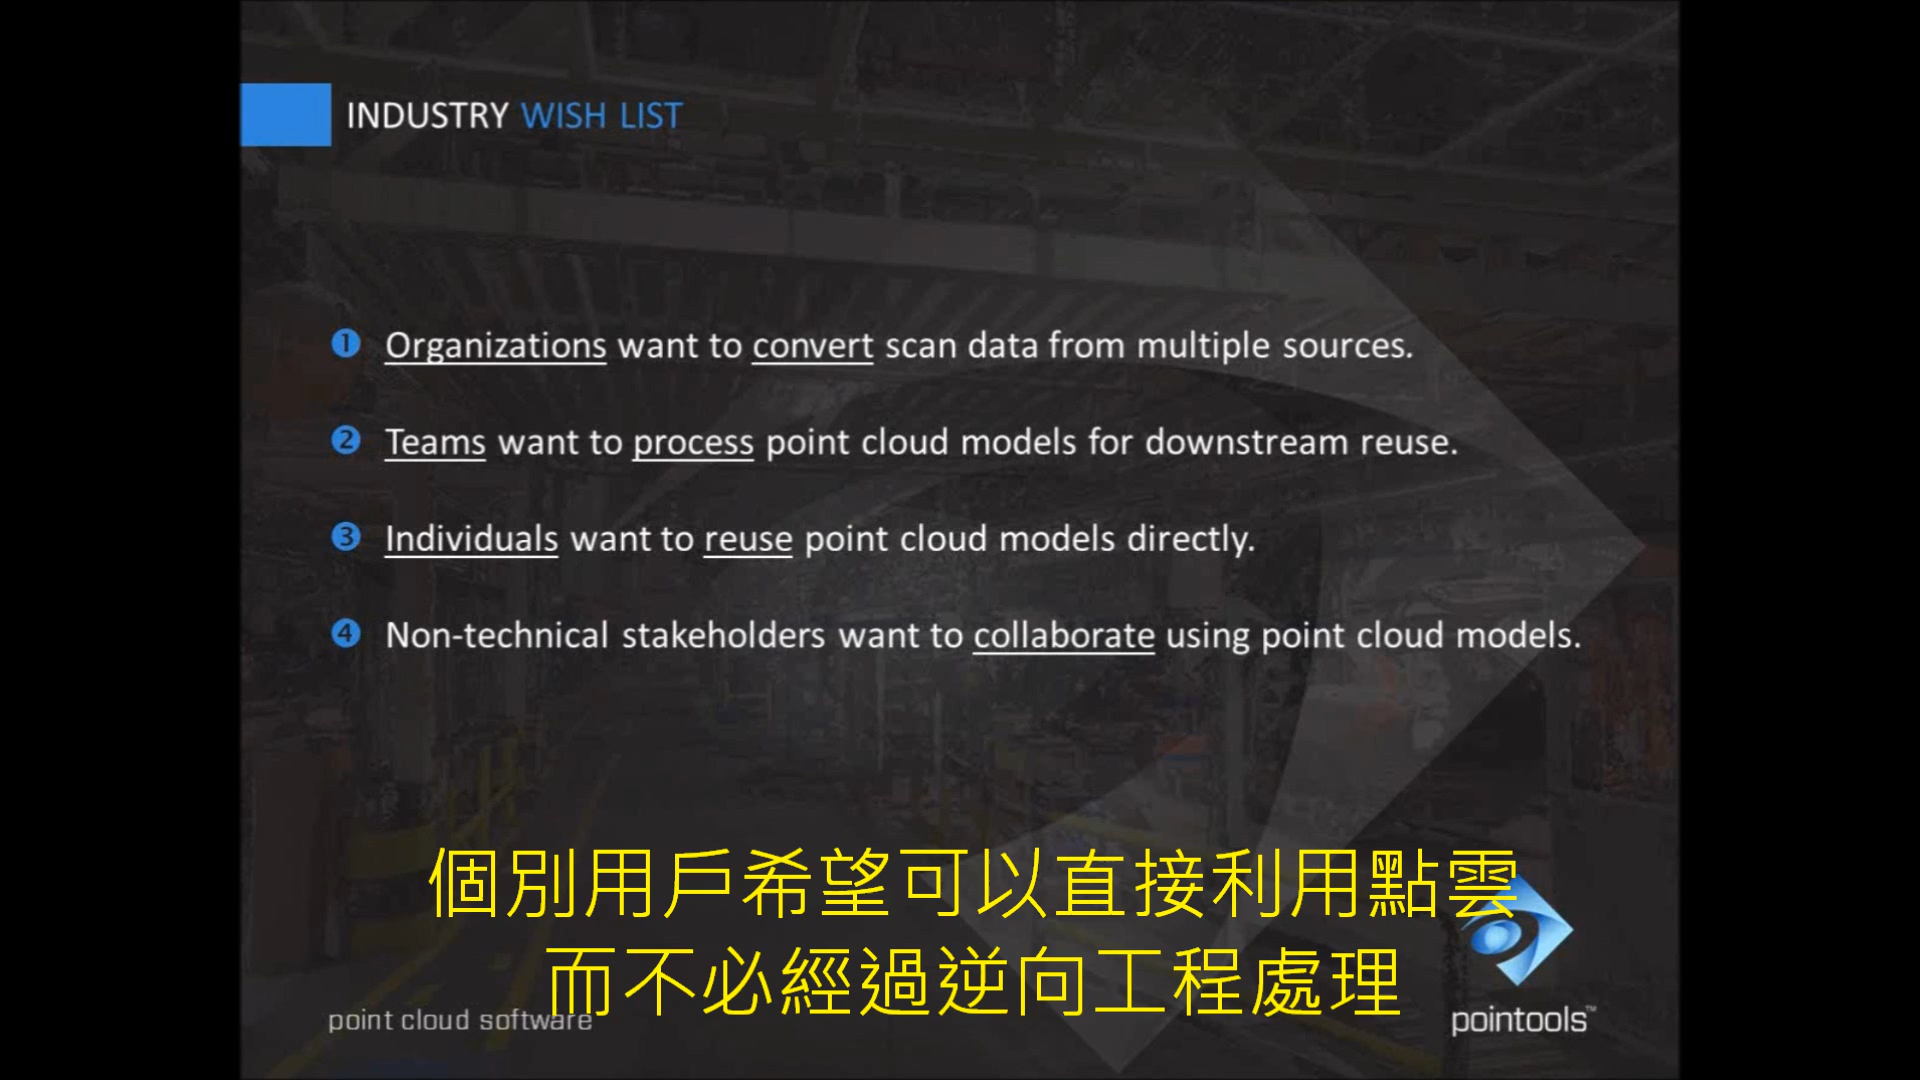 INDUSTRY WISH LIST
1 Organizations want to convert scan data from multiple sources.
2 Teams want to process point cloud models for downstream reuse.
3 Individuals want to reuse point cloud models directly.
4 Non-technical stakeholders want to collaborate using point cloud models.
個別用戶希望可以直接利用點雲
而不必經過逆向工程處理
point cloud software
pointools™